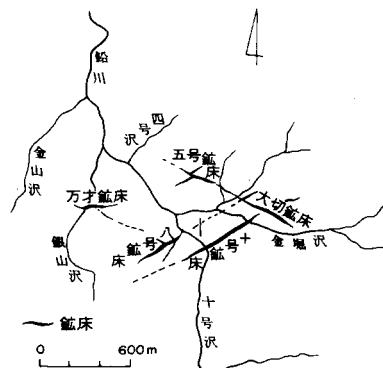 鉛川
金山沢
四号沢
五号鉱床
大切鉱床
万才鉱床
金堀沢
八号鉱床
十号鉱床
銀山沢
十号沢
鉱床
0 600m